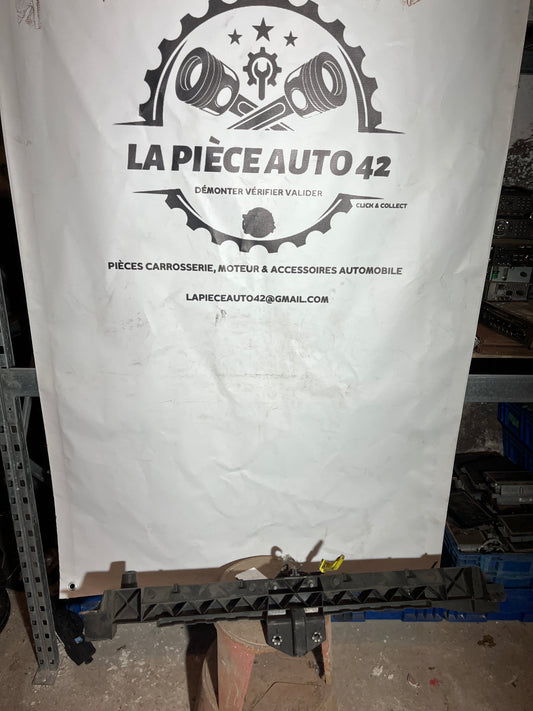 LA PIÈCE AUTO 42
DÉMONTER VÉRIFIER VALIDER
CLICK & COLLECT
PIÈCES CARROSSERIE, MOTEUR & ACCESSOIRES AUTOMOBILE
LAPIECEAUTO42@GMAIL.COM